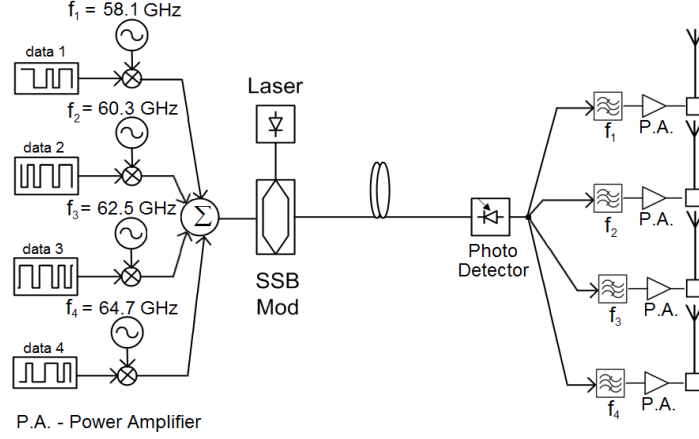 f₁ = 58.1 GHz
data 1
f₂ = 60.3 GHz
data 2
f₃ = 62.5 GHz
data 3
f₄ = 64.7 GHz
data 4
Σ
Laser
SSB
Mod
Photo
Detector
f₁
P.A.
f₂
P.A.
f₃
P.A.
f₄
P.A.
P.A. - Power Amplifier